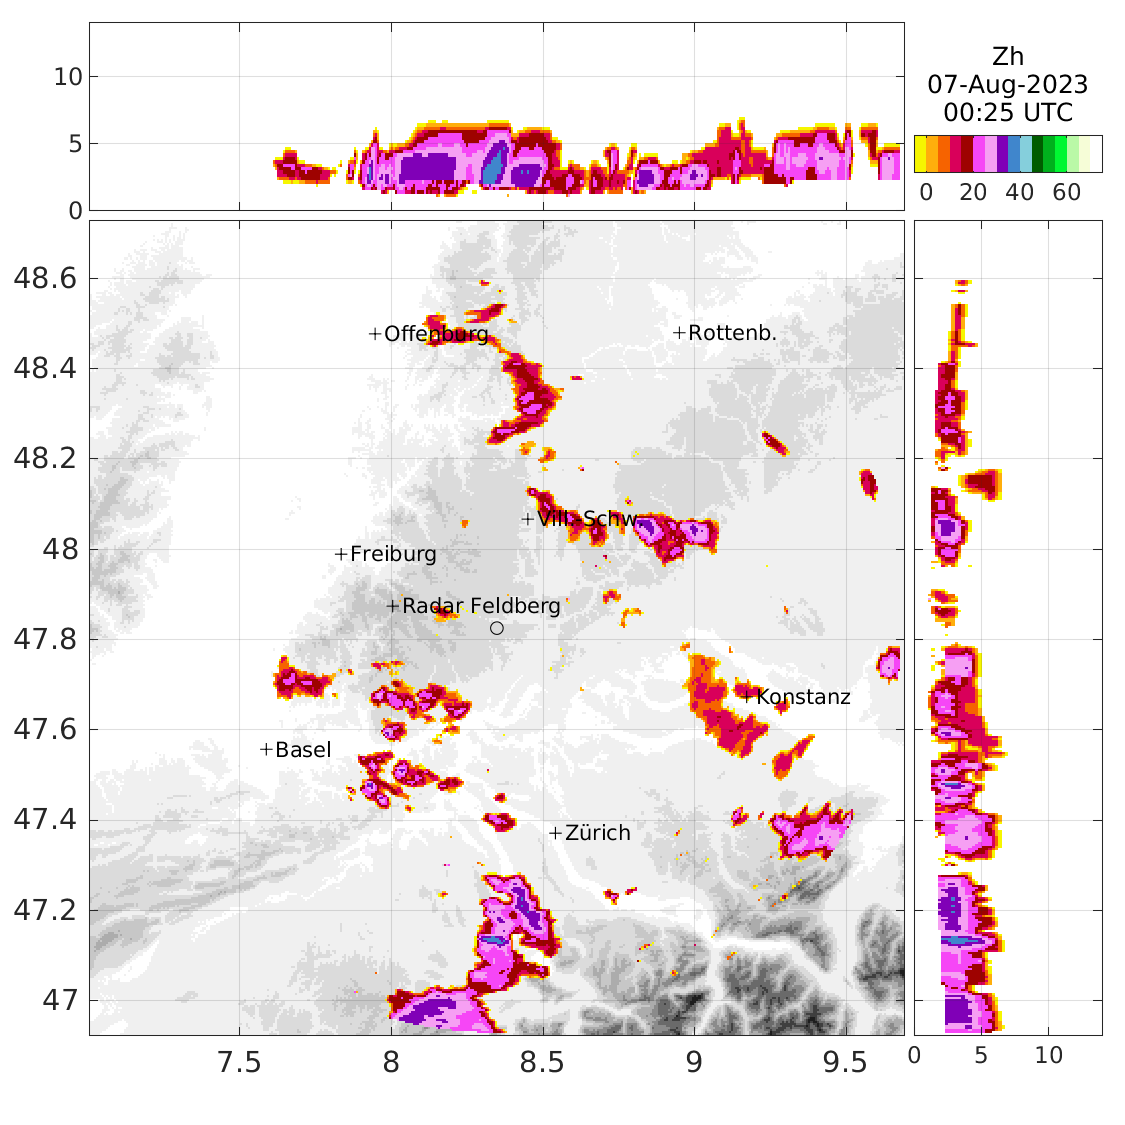 10
5
0
Zh
07-Aug-2023
00:25 UTC
0 20 40 60
48.6
48.4
48.2
48
47.8
47.6
47.4
47.2
47
+Offenburg
+Rottenb.
+Vill.-Schw.
+Freiburg
+Radar Feldberg
+Konstanz
+Basel
+Zürich
7.5 8 8.5 9 9.5
0 5 10